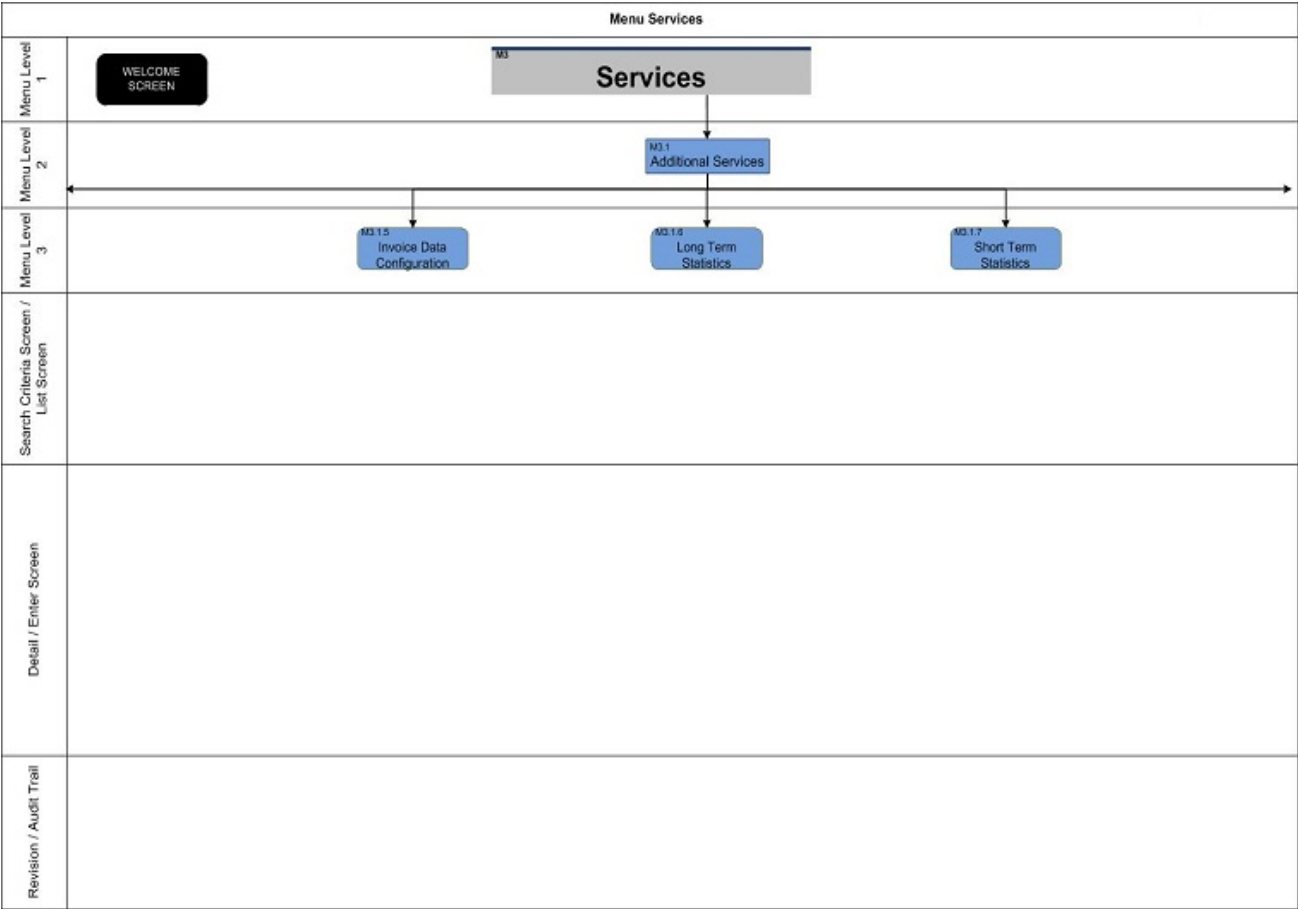 Menu Services
Menu Level
1
WELCOME
SCREEN
M3
Services
Menu Level
2
M3.1
Additional Services
Menu Level
3
M3.1.5
Invoice Data
Configuration
M3.1.6
Long Term
Statistics
M3.1.7
Short Term
Statistics
Search Criteria Screen /
List Screen
Detail / Enter Screen
Revision / Audit Trail